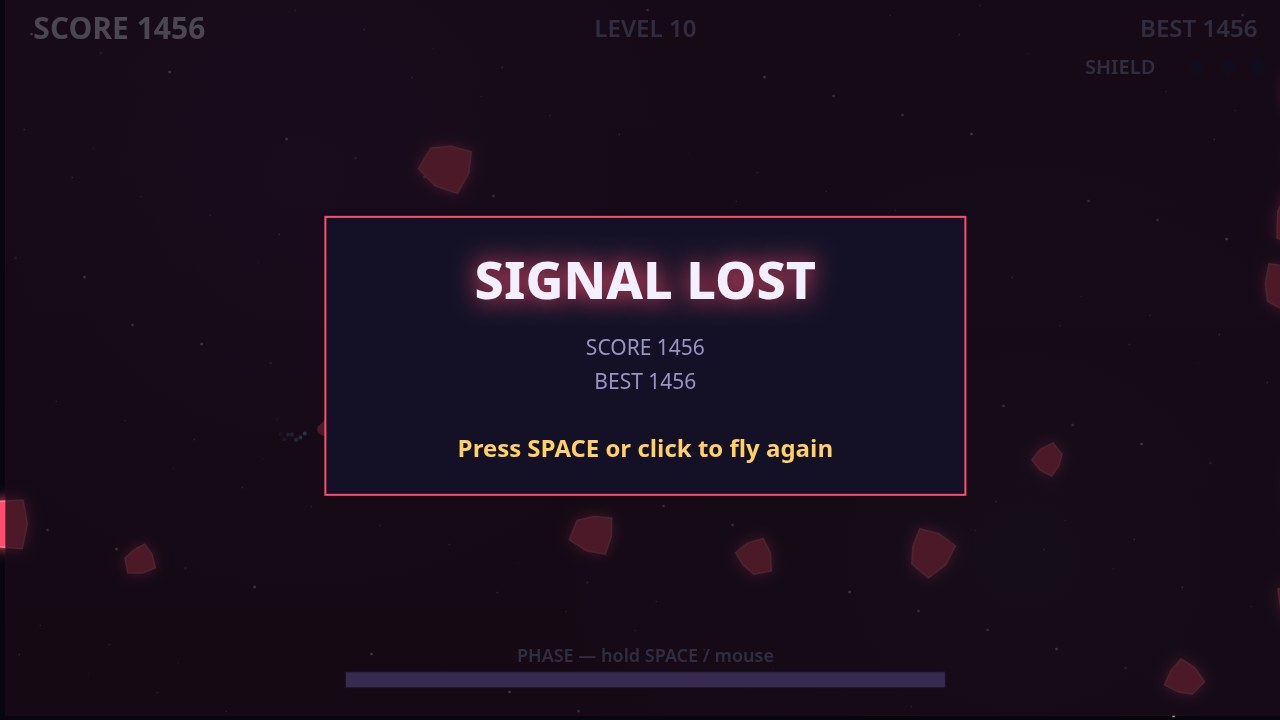 SCORE 1456
LEVEL 10
BEST 1456
SHIELD
SIGNAL LOST
SCORE 1456
BEST 1456
Press SPACE or click to fly again
PHASE — hold SPACE / mouse